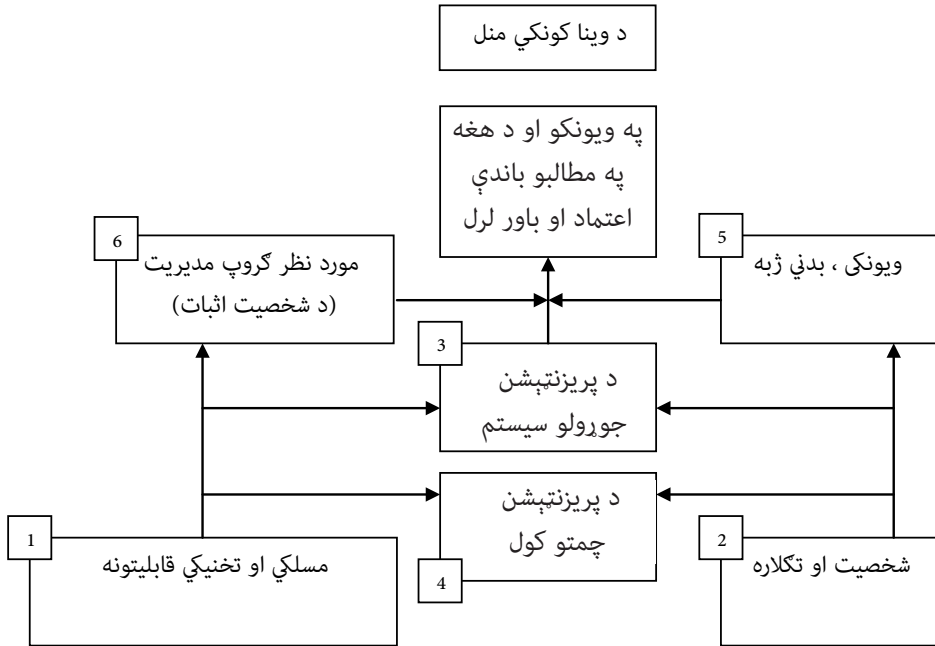 د وینا کونکي منل
په ویونکو او د هغه
په مطالبو باندې
اعتماد او باور لرل
6
مورد نظر ګروپ مدیریت
(د شخصیت اثبات)
5
ویونکی ، بدني ژبه
3
د پریزنټېشن
جوړولو سیستم
د پریزنټېشن
چمتو کول
4
1
مسلکي او تخنیکي قابلیتونه
2
شخصیت او تګلاره